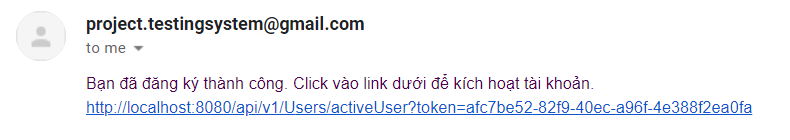 project.testingsystem@gmail.com
to me
Bạn đã đăng ký thành công. Click vào link dưới để kích hoạt tài khoản.
http://localhost:8080/api/v1/Users/activeUser?token=afc7be52-82f9-40ec-a96f-4e388f2ea0fa